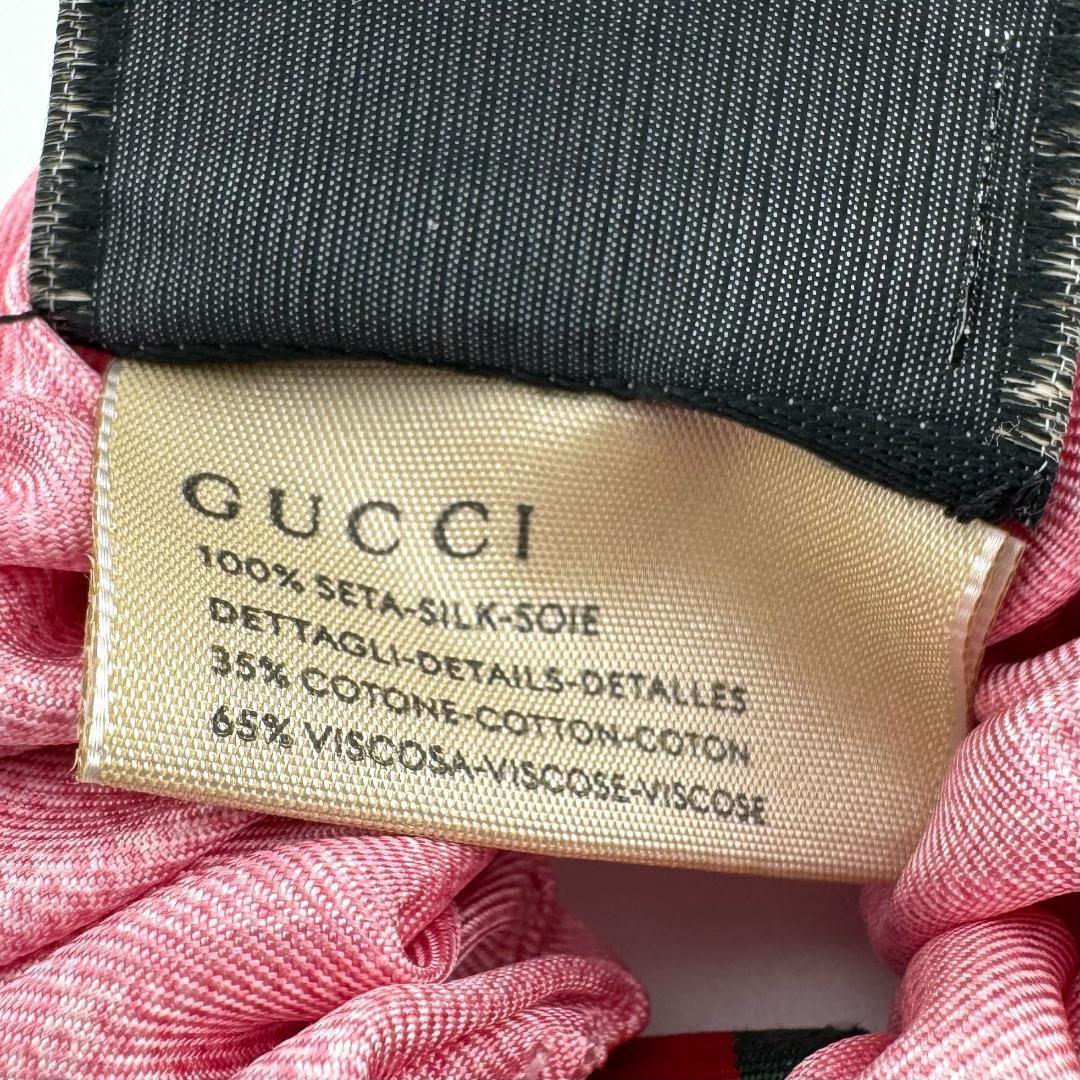 GUCCI
100% SETA-SILK-SOIE
DETTAGLI-DETAILS-DETALLES
35% COTONE-COTTON-COTON
65% VISCOSA-VISCOSE-VISCOSE